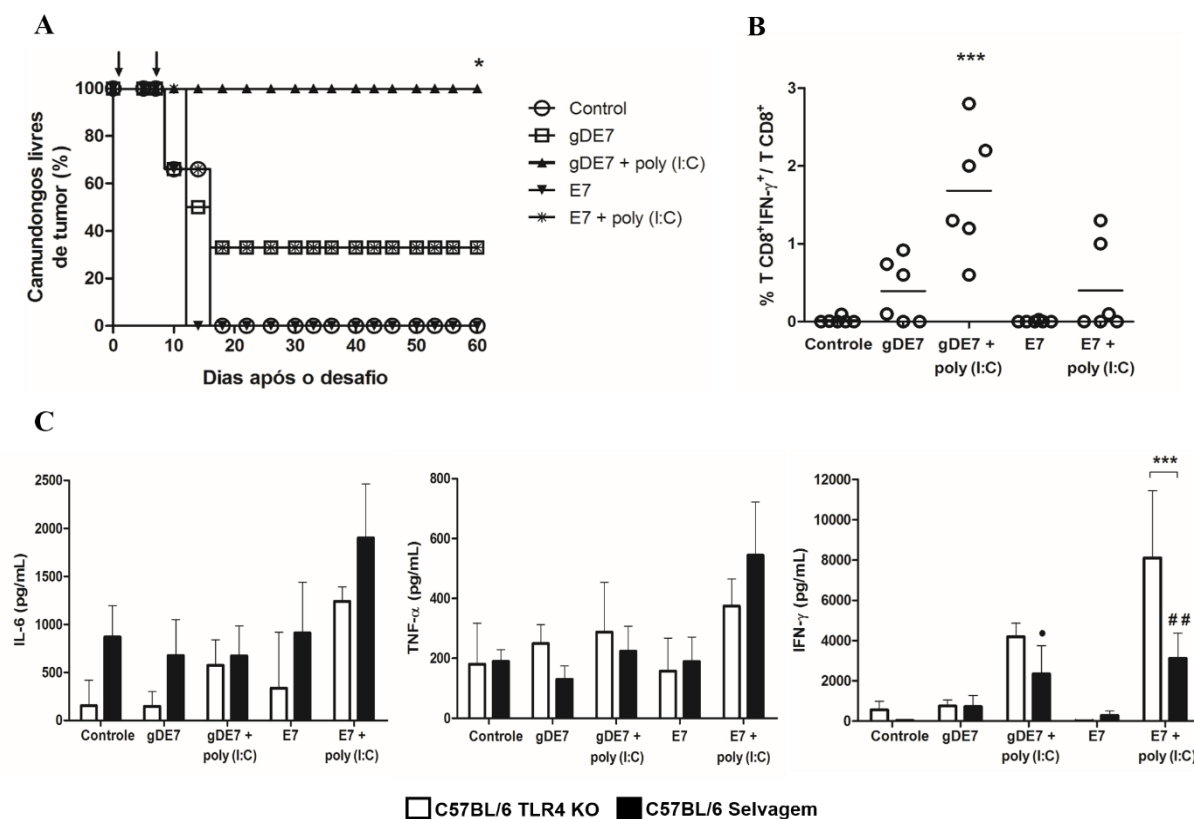 A
*
100
80
60
40
20
0
Camundongos livres
de tumor (%)
0 10 20 30 40 50 60
Dias após o desafio
Control
gDE7
gDE7 + poly (I:C)
E7
E7 + poly (I:C)
B
***
3
2
1
0
% T CD8+IFN-γ+/ T CD8+
Controle gDE7 gDE7 + E7 E7 +
poly (I:C) poly (I:C)
C
2500
2000
1500
1000
500
0
IL-6 (pg/mL)
Controle gDE7 gDE7 + E7 E7 +
poly (I:C) poly (I:C)
800
600
400
200
0
TNF-α (pg/mL)
Controle gDE7 gDE7 + E7 E7 +
poly (I:C) poly (I:C)
***
##
•
12000
10000
8000
6000
4000
2000
0
IFN-γ (pg/mL)
Controle gDE7 gDE7 + E7 E7 +
poly (I:C) poly (I:C)
C57BL/6 TLR4 KO C57BL/6 Selvagem